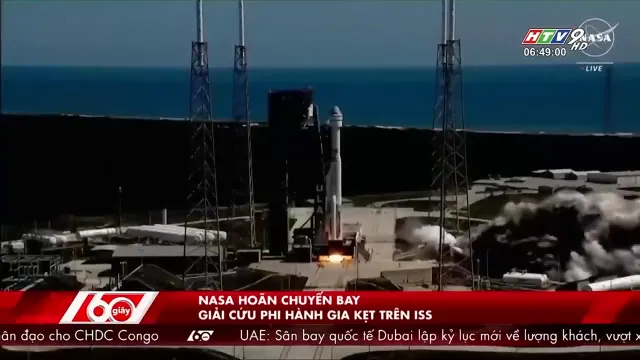 HTV9 HD
NASA
06:49:00
LIVE
NASA HOÃN CHUYẾN BAY
GIẢI CỨU PHI HÀNH GIA KẸT TRÊN ISS
60 giây
ân đạo cho CHDC Congo
UAE: Sân bay quốc tế Dubai lập kỷ lục mới về lượng khách, vượt x